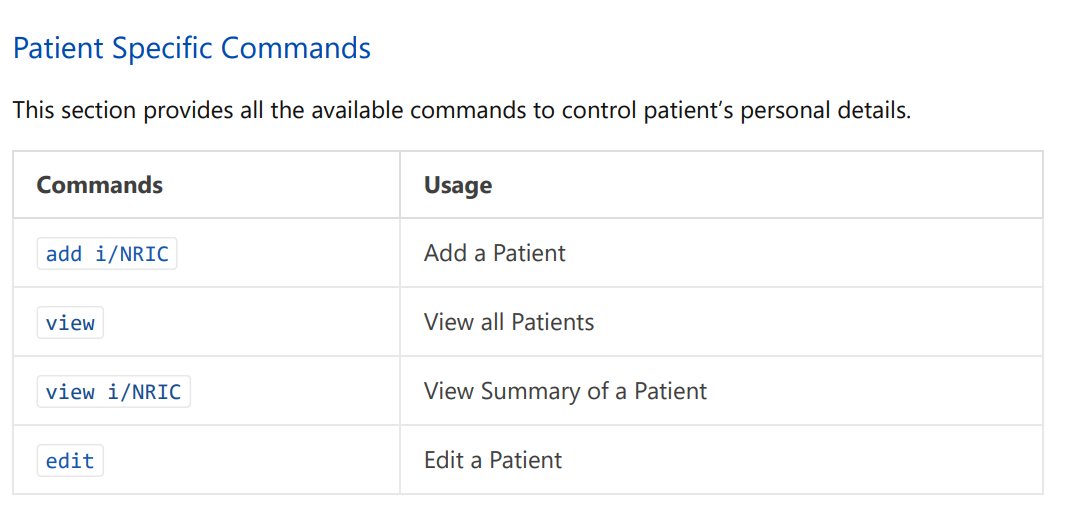 Patient Specific Commands
This section provides all the available commands to control patient’s personal details.
Commands Usage
add i/NRIC Add a Patient
view View all Patients
view i/NRIC View Summary of a Patient
edit Edit a Patient